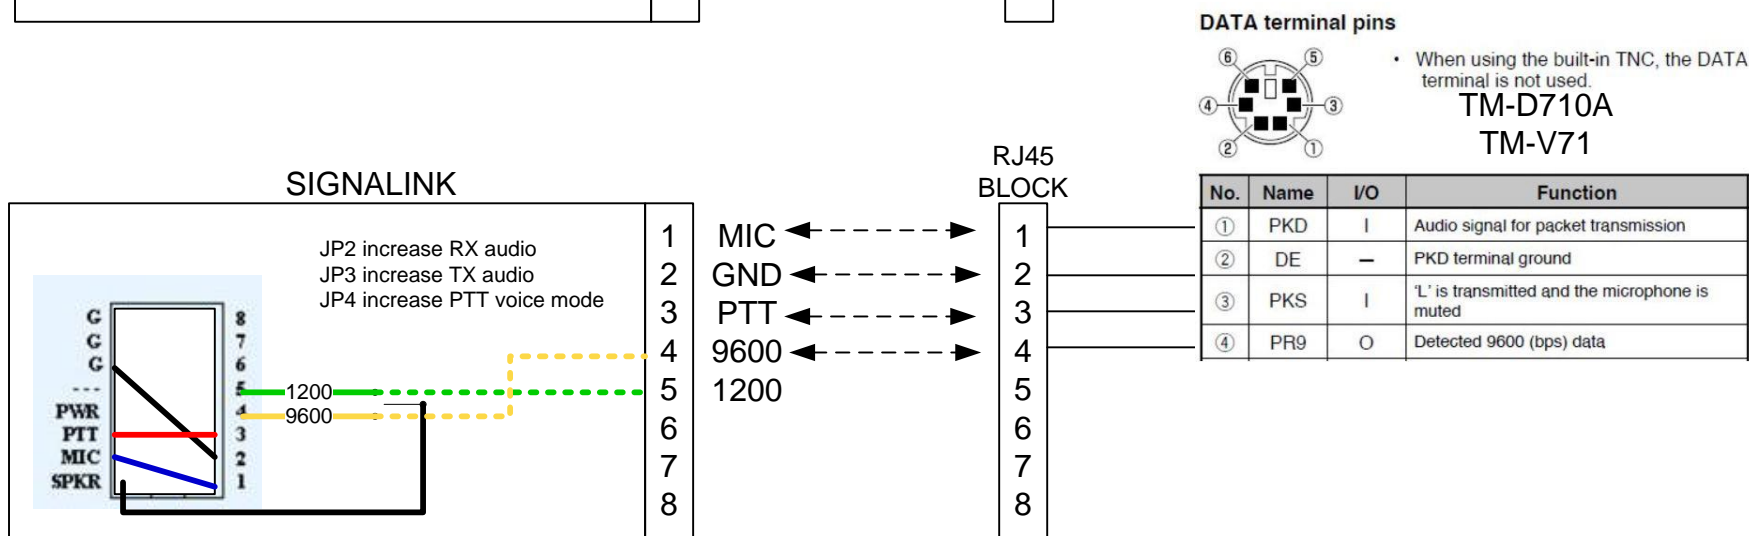 DATA terminal pins
⑥ ⑤
④ ③
② ①
• When using the built-in TNC, the DATA
terminal is not used.
TM-D710A
TM-V71
SIGNALINK
RJ45
BLOCK
JP2 increase RX audio
JP3 increase TX audio
JP4 increase PTT voice mode
G 8
G 7
G 6
--- 5
PWR 4
PTT 3
MIC 2
SPKR 1
1200
9600
1 MIC 1
2 GND 2
3 PTT 3
4 9600 4
5 1200 5
6 6
7 7
8 8
No. Name I/O Function
① PKD I Audio signal for packet transmission
② DE – PKD terminal ground
③ PKS I 'L' is transmitted and the microphone is
muted
④ PR9 O Detected 9600 (bps) data